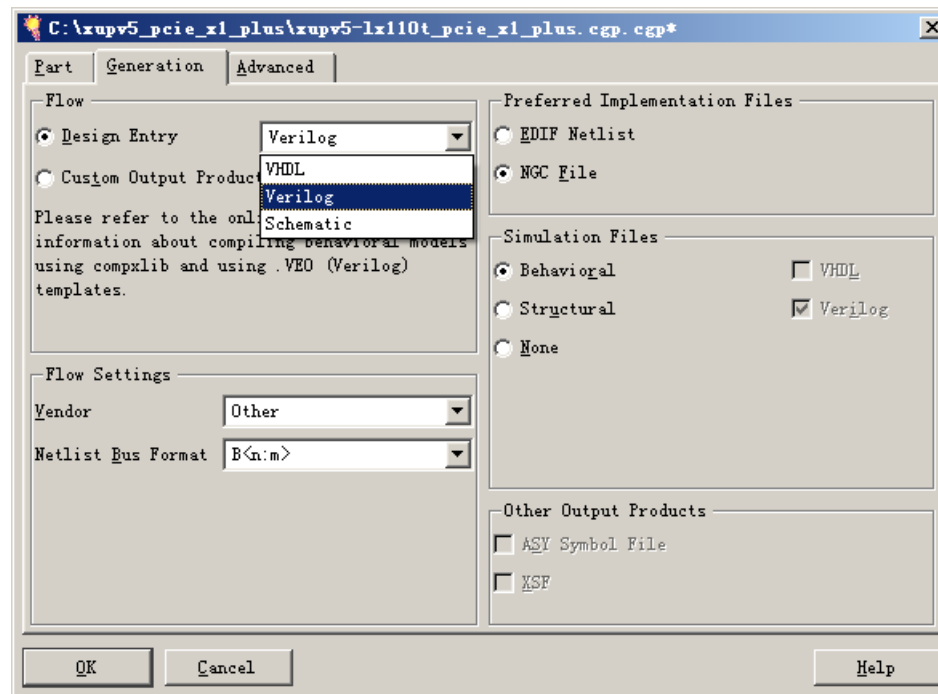 C:\xupv5_pcie_x1_plus\xupv5-lx110t_pcie_x1_plus.cgp.cgp*
Part
Generation
Advanced
Flow
Design Entry
Verilog
VHDL
Verilog
Schematic
Custom Output Product
Please refer to the onl
information about compiling behavioral models
using compxlib and using .VEO (Verilog)
templates.
Flow Settings
Vendor
Other
Netlist Bus Format
B<n:m>
Preferred Implementation Files
EDIF Netlist
NGC File
Simulation Files
Behavioral
VHDL
Structural
Verilog
None
Other Output Products
ASY Symbol File
XSF
OK
Cancel
Help